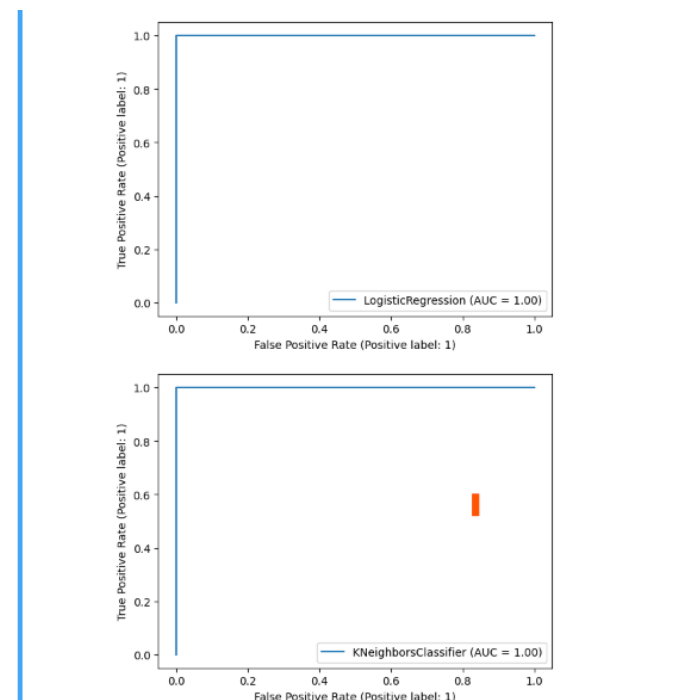 1.0
0.8
0.6
0.4
0.2
0.0
True Positive Rate (Positive label: 1)
LogisticRegression (AUC = 1.00)
0.0 0.2 0.4 0.6 0.8 1.0
False Positive Rate (Positive label: 1)
1.0
0.8
0.6
0.4
0.2
0.0
True Positive Rate (Positive label: 1)
KNeighborsClassifier (AUC = 1.00)
0.0 0.2 0.4 0.6 0.8 1.0
False Positive Rate (Positive label: 1)